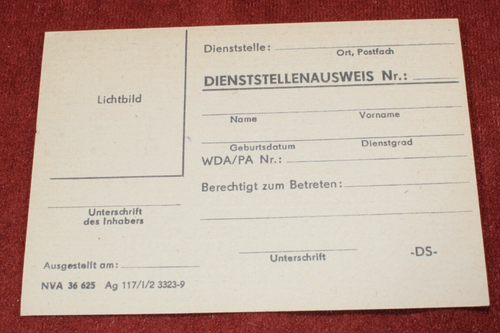 Dienststelle:
Ort, Postfach
DIENSTSTELLENAUSWEIS Nr.:
Lichtbild
Name Vorname
Geburtsdatum Dienstgrad
WDA/PA Nr.:
Berechtigt zum Betreten:
Unterschrift
des Inhabers
Ausgestellt am:
Unterschrift
-DS-
NVA 36 625 Ag 117/I/2 3323-9